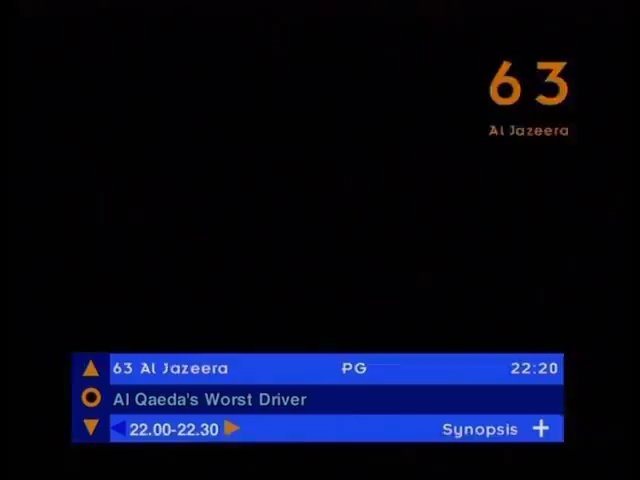 63
Al Jazeera
63 Al Jazeera PG 22:20
Al Qaeda's Worst Driver
22.00-22.30 Synopsis +